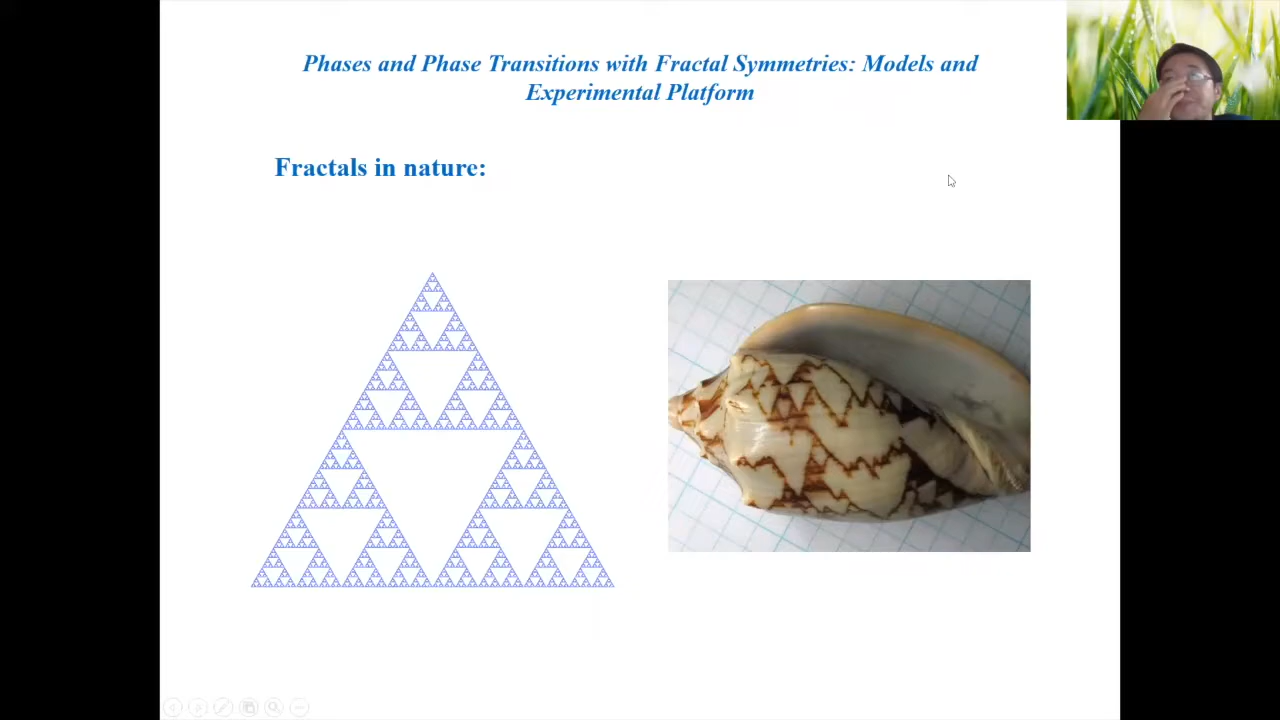 Phases and Phase Transitions with Fractal Symmetries: Models and
Experimental Platform
Fractals in nature: